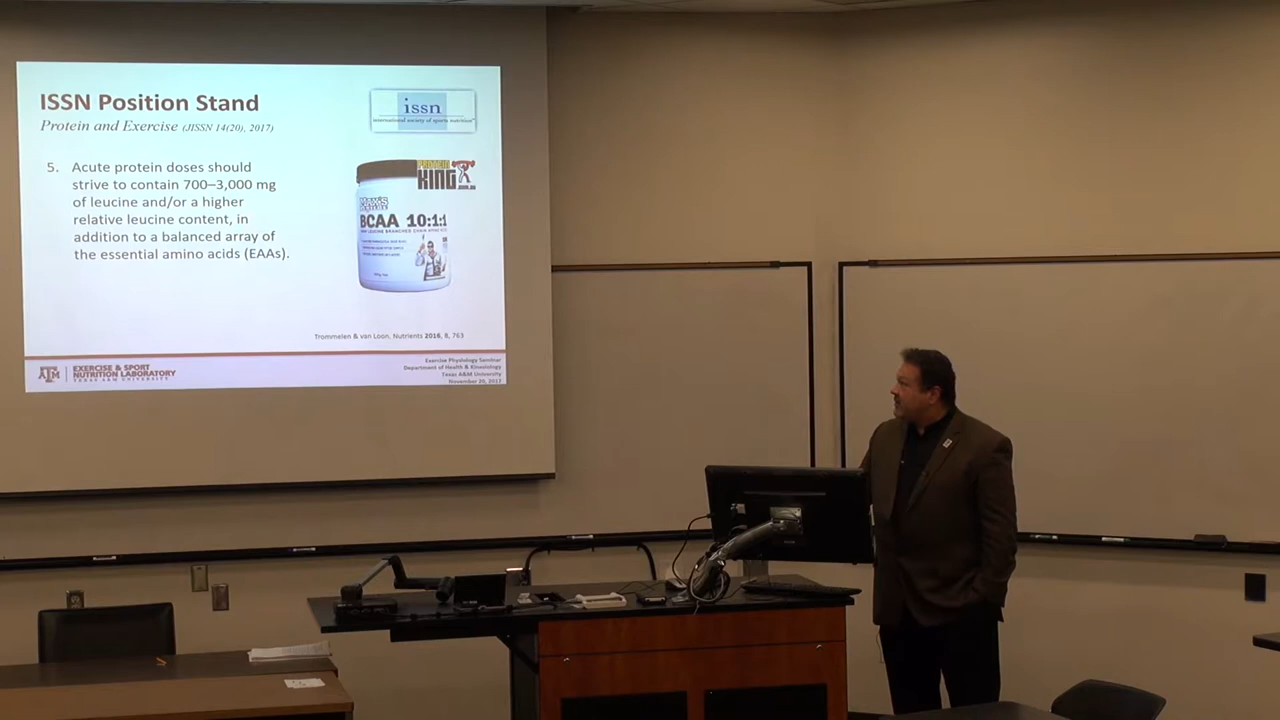 ISSN Position Stand
Protein and Exercise (JISSN 14(20), 2017)
issn
international society of sports nutrition
5. Acute protein doses should
strive to contain 700–3,000 mg
of leucine and/or a higher
relative leucine content, in
addition to a balanced array of
the essential amino acids (EAAs).
PROTEIN
KING
BCAA 10:1:1
Trommelen & van Loon, Nutrients 2016, 8, 763
ATM
EXERCISE & SPORT
NUTRITION LABORATORY
TEXAS A&M UNIVERSITY
Exercise Physiology Seminar
Department of Health & Kinesiology
Texas A&M University
November 20, 2017